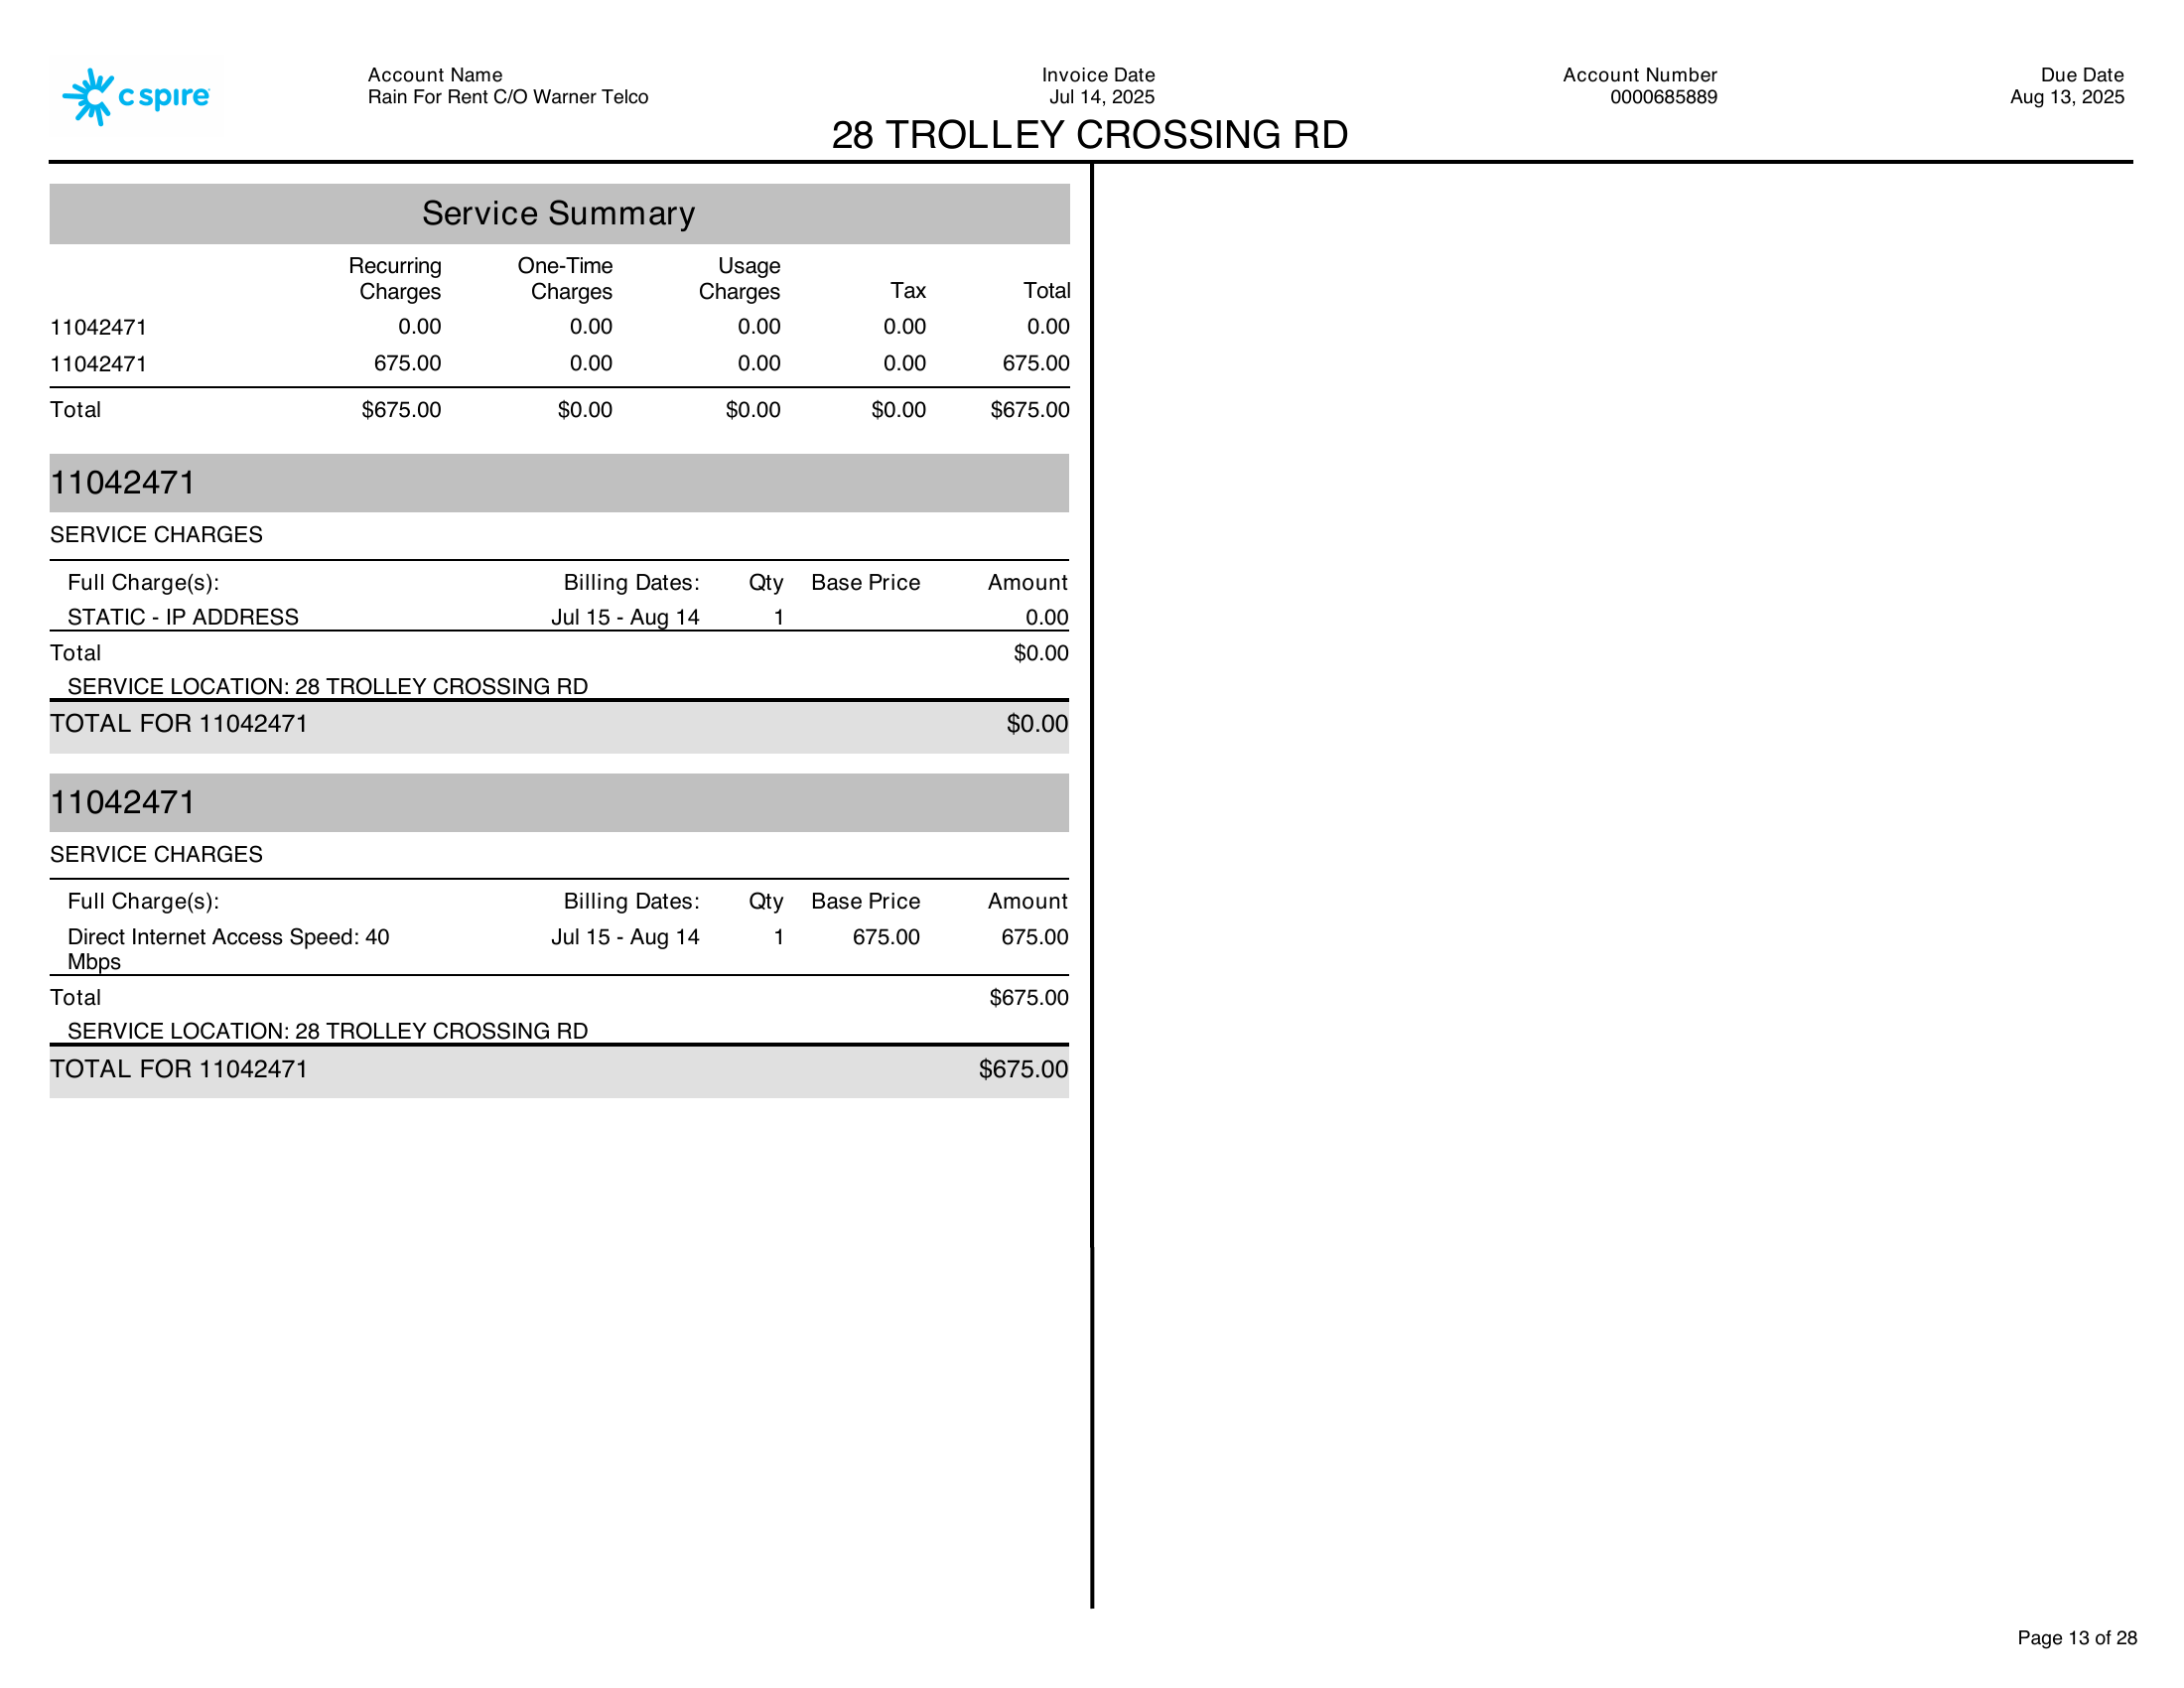 c spire
Account Name
Rain For Rent C/O Warner Telco
Invoice Date
Jul 14, 2025
Account Number
0000685889
Due Date
Aug 13, 2025
28 TROLLEY CROSSING RD
Service Summary
Recurring Charges One-Time Charges Usage Charges Tax Total
11042471 0.00 0.00 0.00 0.00 0.00
11042471 675.00 0.00 0.00 0.00 675.00
Total $675.00 $0.00 $0.00 $0.00 $675.00
11042471
SERVICE CHARGES
Full Charge(s): Billing Dates: Qty Base Price Amount
STATIC - IP ADDRESS Jul 15 - Aug 14 1 0.00
Total $0.00
SERVICE LOCATION: 28 TROLLEY CROSSING RD
TOTAL FOR 11042471 $0.00
11042471
SERVICE CHARGES
Full Charge(s): Billing Dates: Qty Base Price Amount
Direct Internet Access Speed: 40 Jul 15 - Aug 14 1 675.00 675.00
Mbps
Total $675.00
SERVICE LOCATION: 28 TROLLEY CROSSING RD
TOTAL FOR 11042471 $675.00
Page 13 of 28